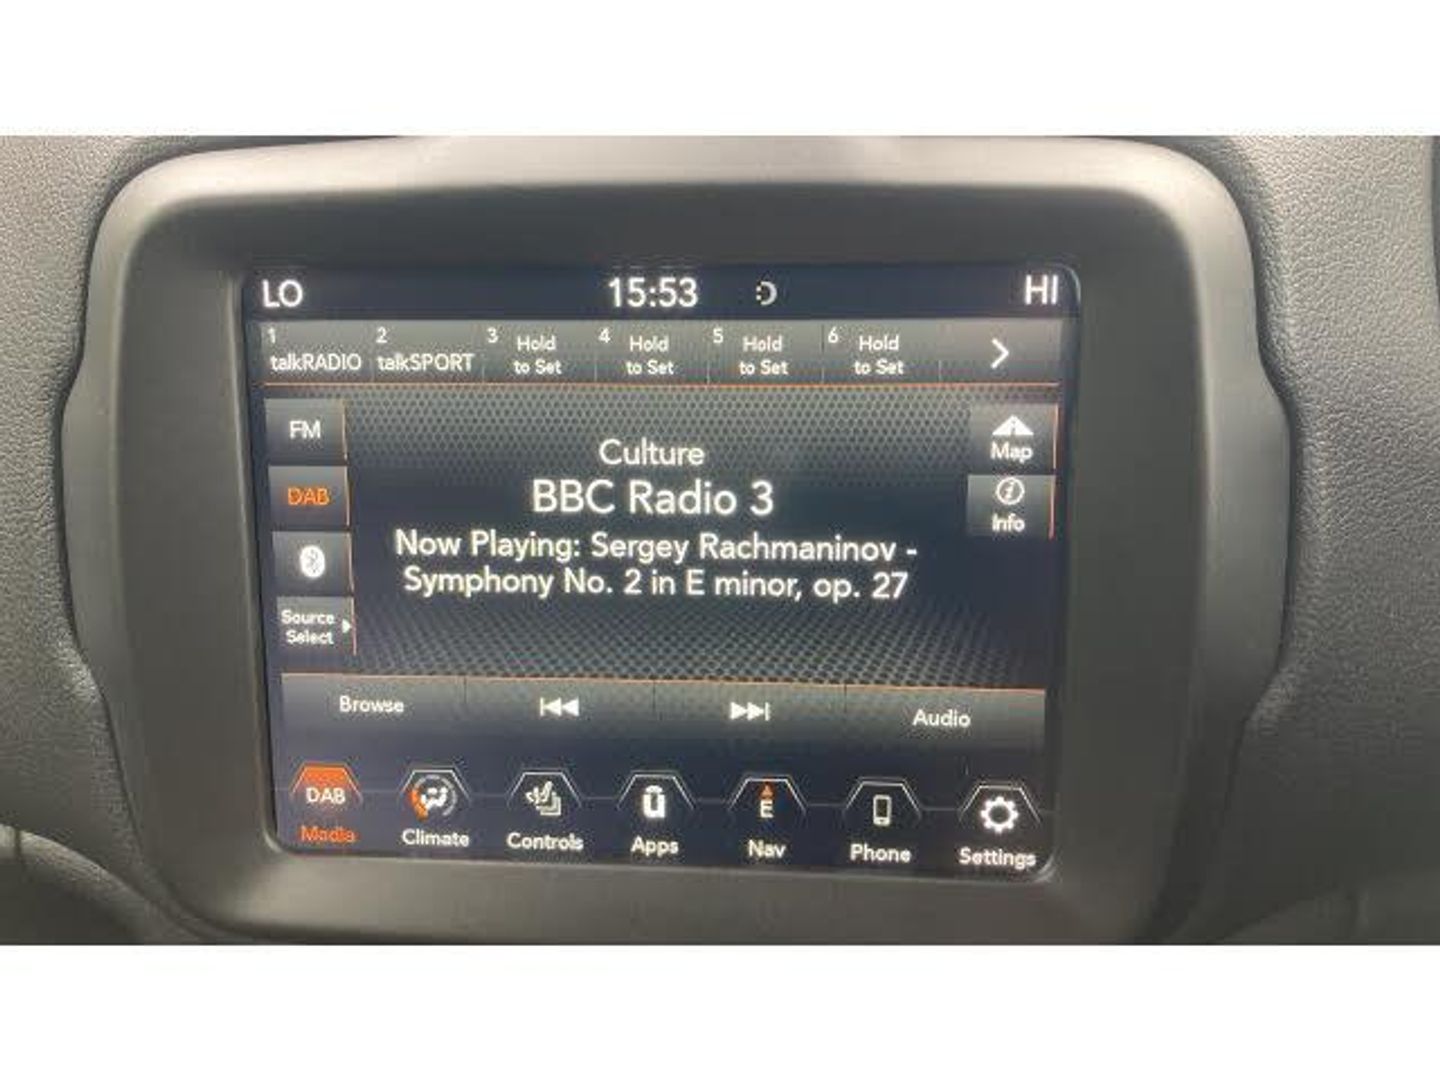 LO 15:53 HI
1 2 3 Hold 4 Hold 5 Hold 6 Hold
talkRADIO talkSPORT to Set to Set to Set to Set
FM
Culture
Map
DAB
BBC Radio 3
Info
Now Playing: Sergey Rachmaninov -
Symphony No. 2 in E minor, op. 27
Source
Select
Browse
Audio
DAB
E
Media Climate Controls Apps Nav Phone Settings